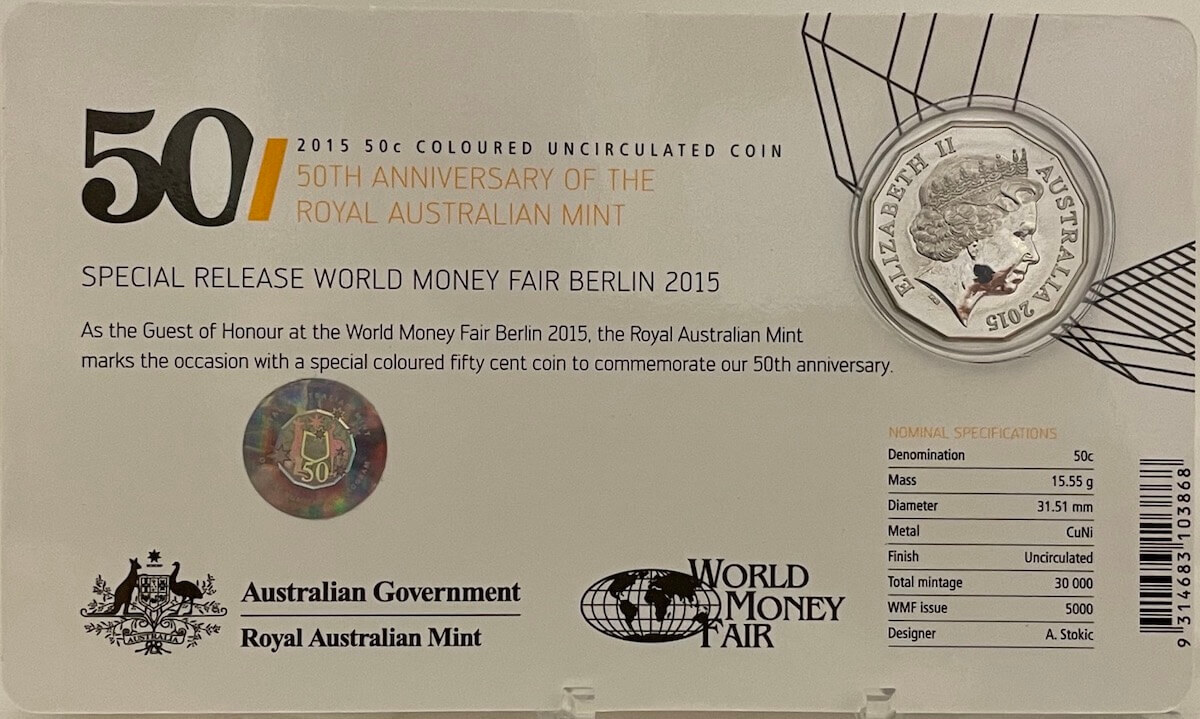 50
2015 50c COLOURED UNCIRCULATED COIN
50TH ANNIVERSARY OF THE
ROYAL AUSTRALIAN MINT
SPECIAL RELEASE WORLD MONEY FAIR BERLIN 2015
As the Guest of Honour at the World Money Fair Berlin 2015, the Royal Australian Mint
marks the occasion with a special coloured fifty cent coin to commemorate our 50th anniversary.
ELIZABETH II
AUSTRALIA 2015
50
NOMINAL SPECIFICATIONS
Denomination 50c
Mass 15.55 g
Diameter 31.51 mm
Metal CuNi
Finish Uncirculated
Total mintage 30 000
WMF issue 5000
Designer A. Stokic
9 314683 103868
AUSTRALIA
Australian Government
Royal Australian Mint
WORLD
MONEY
FAIR